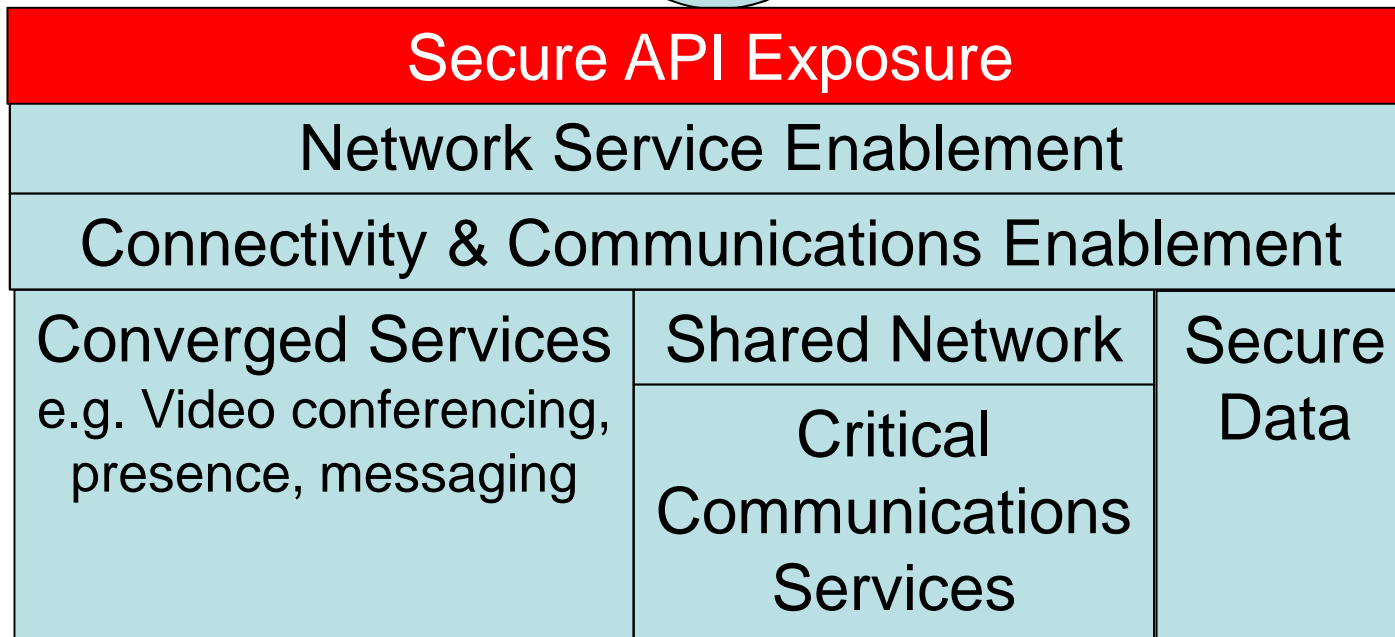 Secure API Exposure
Network Service Enablement
Connectivity & Communications Enablement
Converged Services
e.g. Video conferencing,
presence, messaging
Shared Network
Critical
Communications
Services
Secure
Data